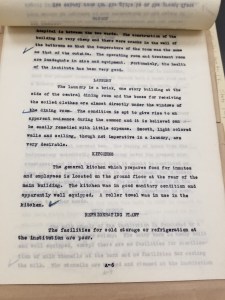 hospital is between the two tents. The construction of the
building is very cheap and there were cracks in the wall of
the bathroom so that the temperature of the room was the same
as that of the outside. The operating room and treatment room
are inadequate in size and equipment. Fortunately, the health
of the institute has been very good.
LAUNDRY
The laundry is a brick, one story building at the
side of the central dining room and the boxes for receiving
the soiled clothes are almost directly under the windows of
the dining room. The condition is apt to give rise to an
apparent nuisance during the summer and it is believed can
be easily remedied with little expense. Smooth, light colored
walls and ceiling, though not imperative in a laundry, are
very desirable.
KITCHENS
The general kitchen which prepares food for inmates
and employees is located on the ground floor at the rear of the
main building. The kitchen was in good sanitary condition and
apparently well equipped. A roller towel was in use in the
kitchen.
REFRIGERATING PLANT
The facilities for cold storage or refrigeration at
the institution are poor.